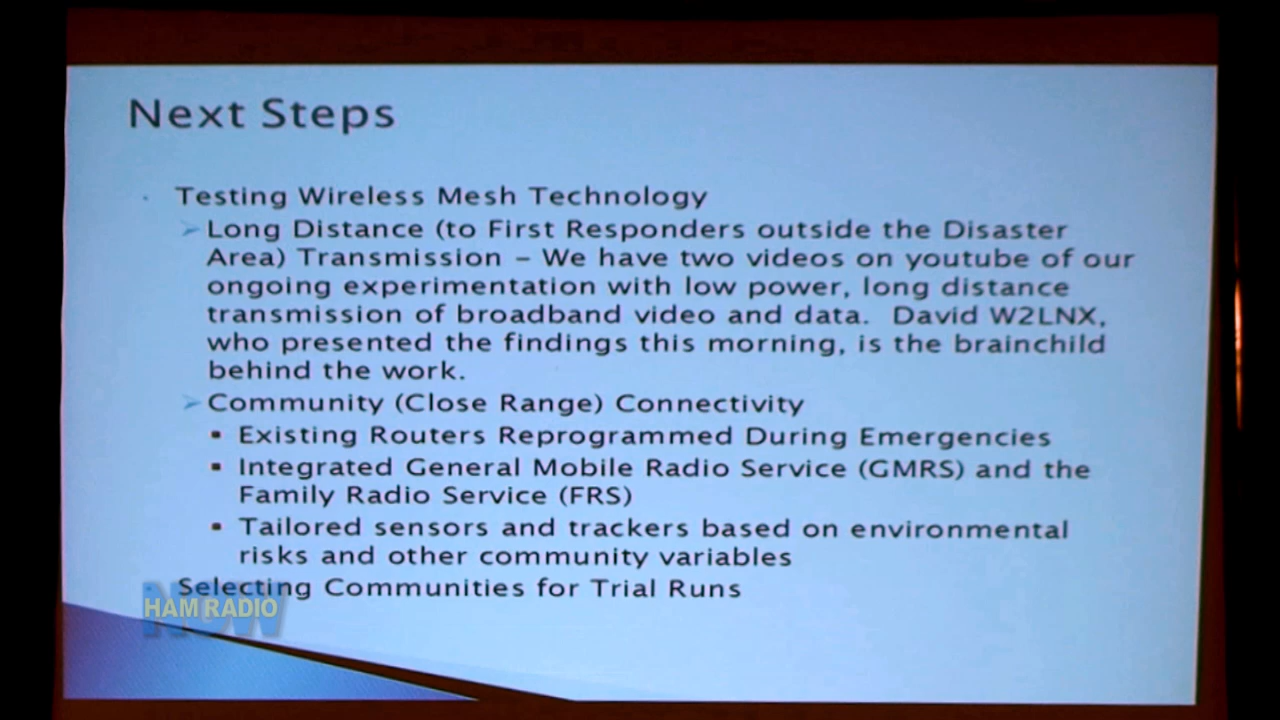 Next Steps
Testing Wireless Mesh Technology
Long Distance (to First Responders outside the Disaster
Area) Transmission – We have two videos on youtube of our
ongoing experimentation with low power, long distance
transmission of broadband video and data. David W2LNX,
who presented the findings this morning, is the brainchild
behind the work.
Community (Close Range) Connectivity
▪ Existing Routers Reprogrammed During Emergencies
▪ Integrated General Mobile Radio Service (GMRS) and the
Family Radio Service (FRS)
▪ Tailored sensors and trackers based on environmental
risks and other community variables
Selecting Communities for Trial Runs
HAM RADIO
NOW